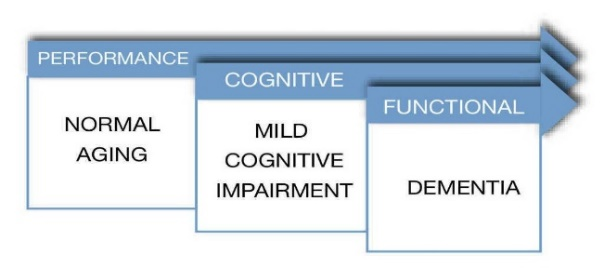 PERFORMANCE
NORMAL
AGING
COGNITIVE
MILD
COGNITIVE
IMPAIRMENT
FUNCTIONAL
DEMENTIA